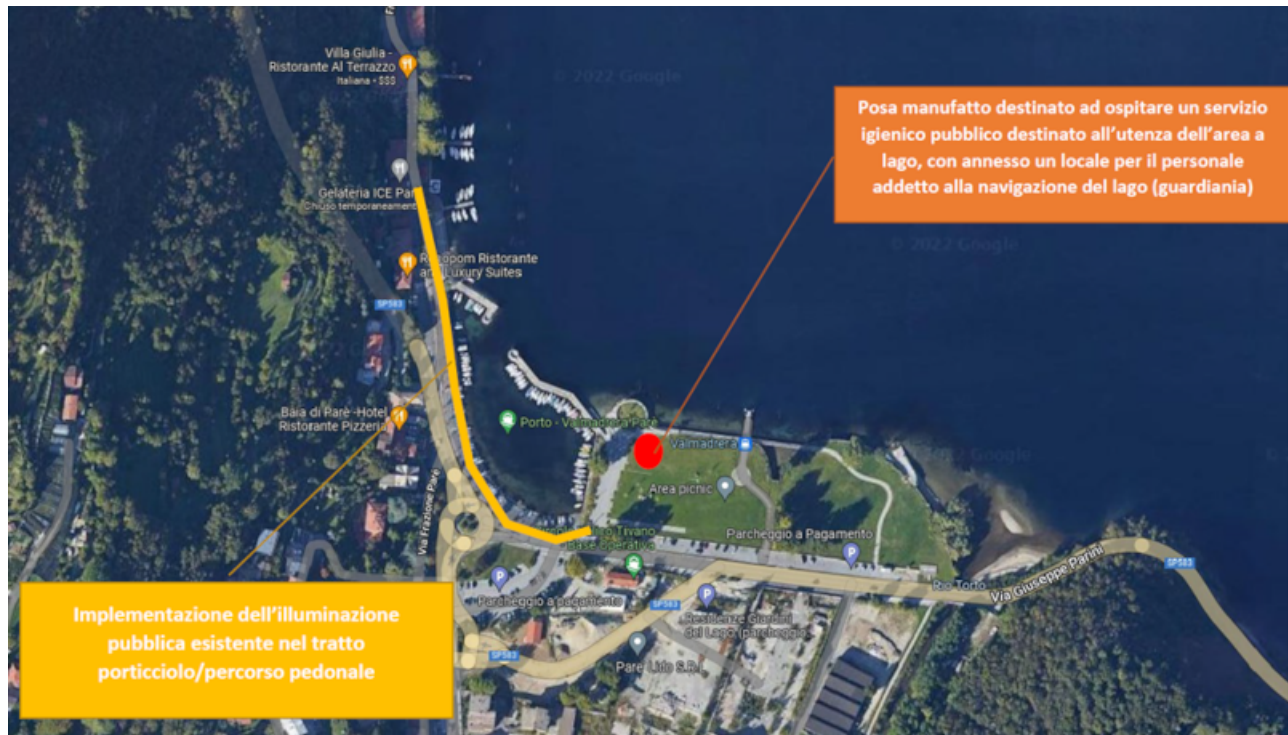 Villa Giulia -
Ristorante Al Terrazzo
Italiana • $$$
© 2022 Google
Posa manufatto destinato ad ospitare un servizio
igienico pubblico destinato all'utenza dell'area a
lago, con annesso un locale per il personale
addetto alla navigazione del lago (guardiania)
Gelateria ICE Par
Chiuso temporaneament
© 2022 Google
Ristorante
Luxury Suites
SP583
Baia di Parè -Hotel
Ristorante Pizzeria
Porto - Valmadrera Parè
Valmadrera
2022 Google
Area picnic
Via Frazione Parè
Tivano
Base operativa
Parcheggio a Pagamento
P
Rio Torto
Via Giuseppe Parini
SP583
P
Parcheggio a pagamento
SP583
P
Residenze Giardini
del Lago (parcheggio
SP583
Parè Lido S.R.L.
Implementazione dell'illuminazione
pubblica esistente nel tratto
porticciolo/percorso pedonale